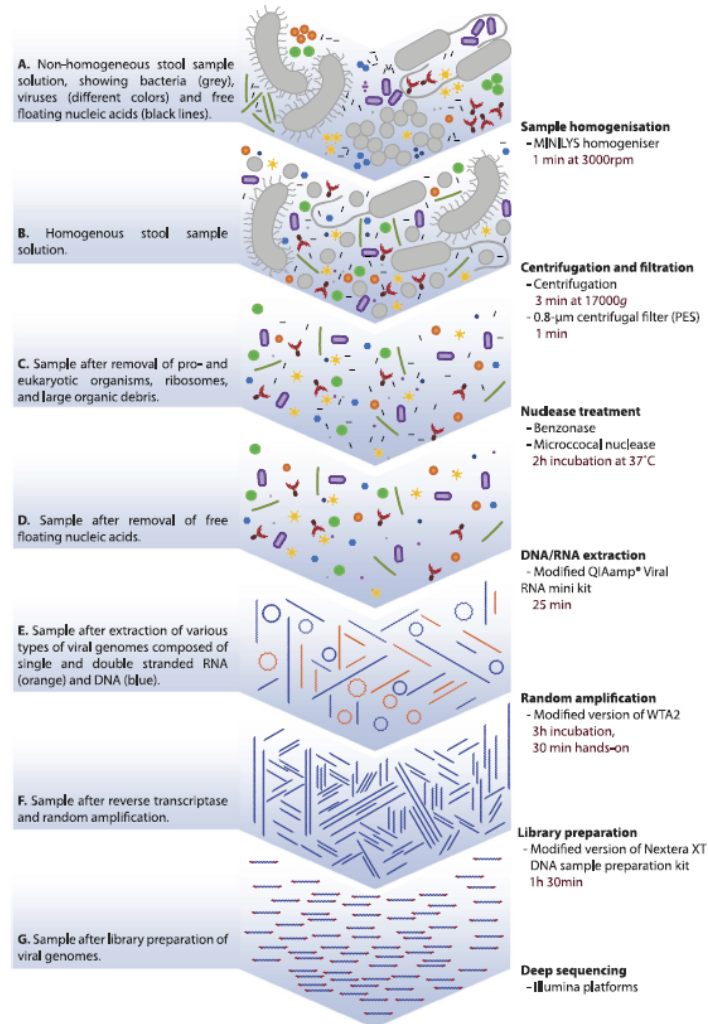 A. Non-homogeneous stool sample
solution, showing bacteria (grey),
viruses (different colors) and free
floating nucleic acids (black lines).
Sample homogenisation
– MINILYS homogeniser
1 min at 3000rpm
B. Homogenous stool sample
solution.
Centrifugation and filtration
– Centrifugation
3 min at 17000g
- 0.8-µm centrifugal filter (PES)
1 min
C. Sample after removal of pro- and
eukaryotic organisms, ribosomes,
and large organic debris.
Nuclease treatment
– Benzonase
– Microccocal nuclease
2h incubation at 37°C
D. Sample after removal of free
floating nucleic acids.
DNA/RNA extraction
- Modified QIAamp® Viral
RNA mini kit
25 min
E. Sample after extraction of various
types of viral genomes composed of
single and double stranded RNA
(orange) and DNA (blue).
Random amplification
- Modified version of WTA2
3h incubation,
30 min hands-on
F. Sample after reverse transcriptase
and random amplification.
Library preparation
- Modified version of Nextera XT
DNA sample preparation kit
1h 30min
G. Sample after library preparation of
viral genomes.
Deep sequencing
– Illumina platforms